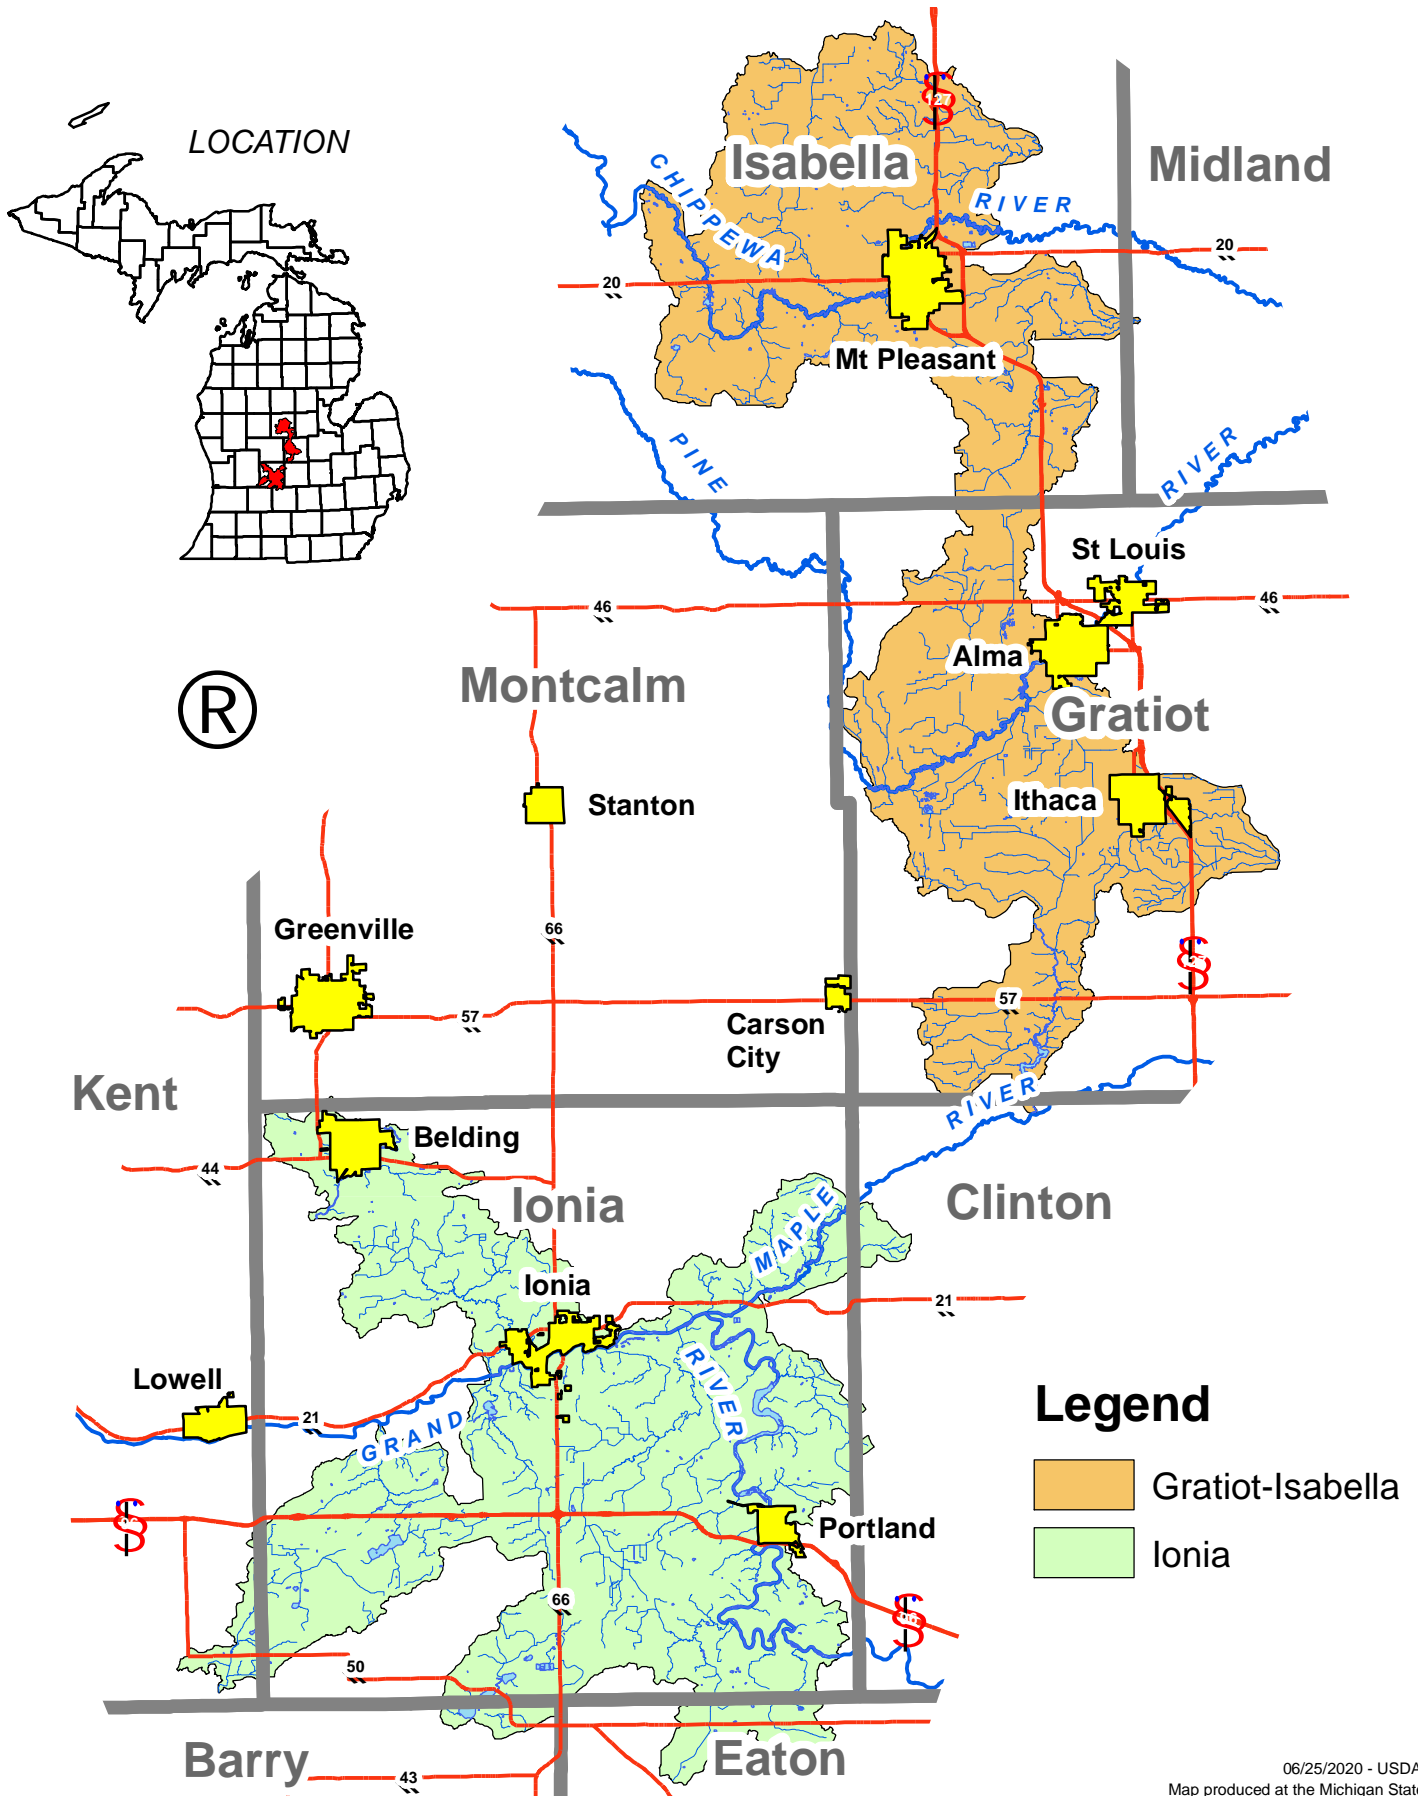 LOCATION
Isabella
Midland
CHIPPEWA
RIVER
20
20
Mt Pleasant
PINE
RIVER
St Louis
46
46
Alma
Montcalm
Gratiot
®
Stanton
Ithaca
Greenville
66
57
57
Carson
City
Kent
RIVER
Belding
44
Ionia
Clinton
MAPLE
Ionia
21
RIVER
Lowell
21
GRAND
Legend
Gratiot-Isabella
Portland
Ionia
66
50
Barry
Eaton
43
06/25/2020 - USDA
Map produced at the Michigan State